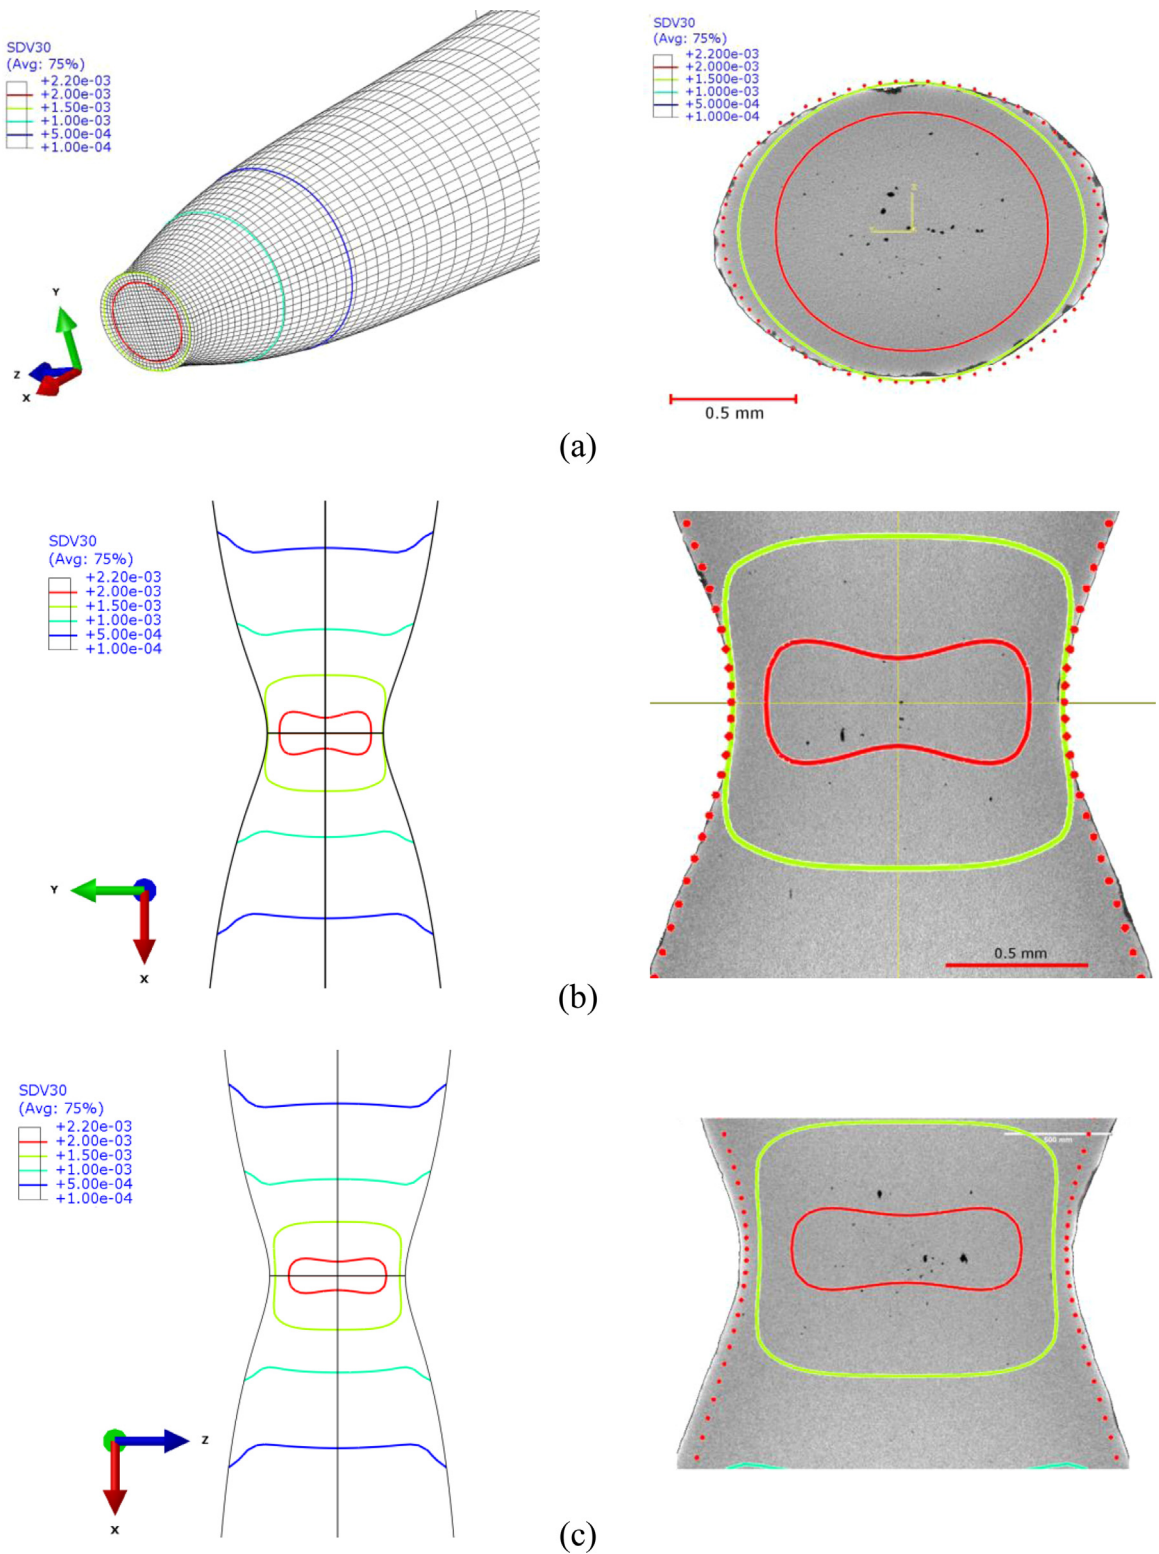 SDV30
(Avg: 75%)
+2.20e-03
+2.00e-03
+1.50e-03
+1.00e-03
+5.00e-04
+1.00e-04
Y
Z
X
SDV30
(Avg: 75%)
+2.200e-03
+2.000e-03
+1.500e-03
+1.000e-03
+5.000e-04
+1.000e-04
0.5 mm
(a)
SDV30
(Avg: 75%)
+2.20e-03
+2.00e-03
+1.50e-03
+1.00e-03
+5.00e-04
+1.00e-04
Y
X
0.5 mm
(b)
SDV30
(Avg: 75%)
+2.20e-03
+2.00e-03
+1.50e-03
+1.00e-03
+5.00e-04
+1.00e-04
Z
X
500 mm
(c)